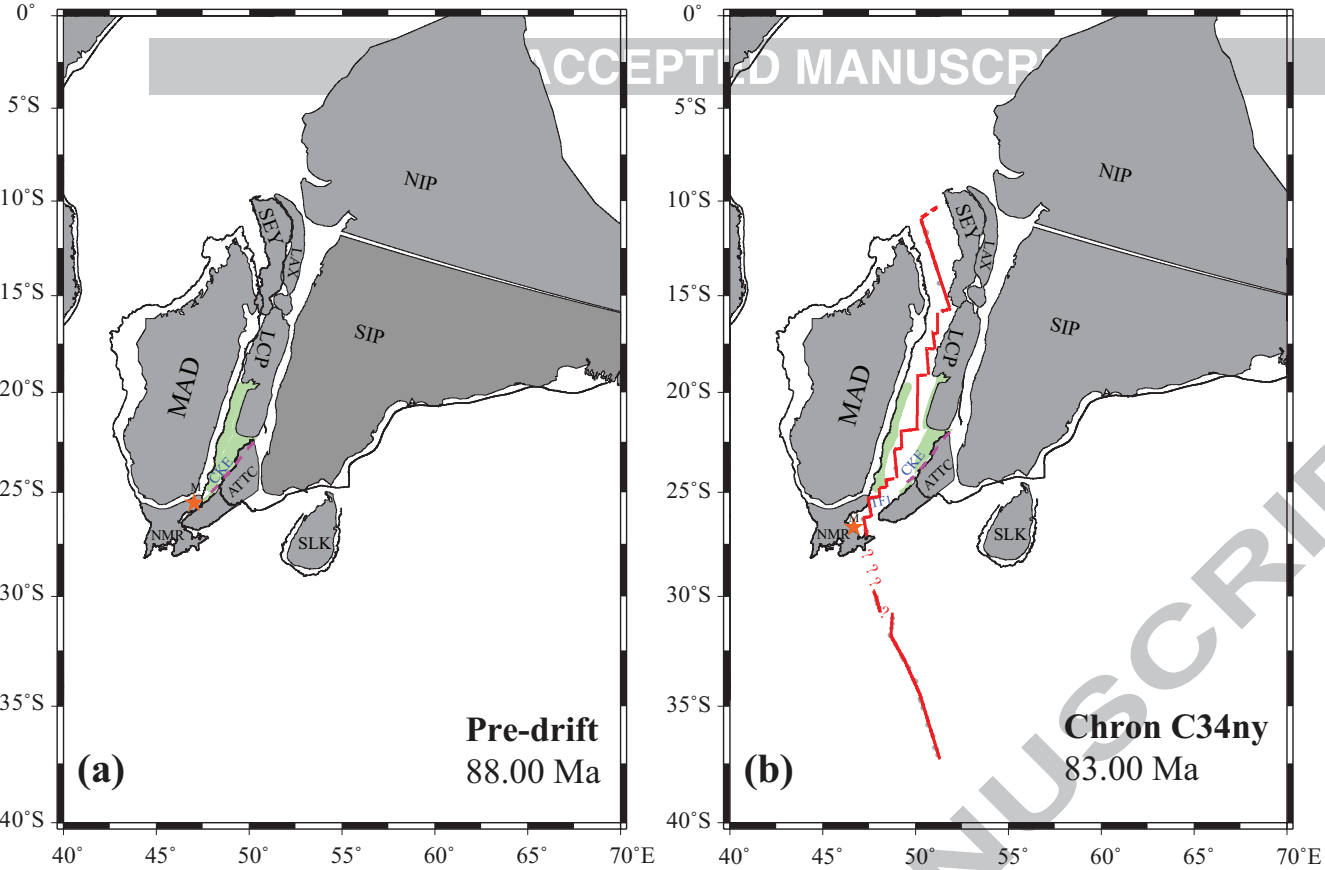 ACCEPTED MANUSCRI
0˚
5˚S
10˚S
15˚S
20˚S
25˚S
30˚S
35˚S
40˚S
40˚ 45˚ 50˚ 55˚ 60˚ 65˚ 70˚E
NIP
SEY
LAX
SIP
LCP
MAD
CKE
M
ATTC
NMR
SLK
Pre-drift
(a)
88.00 Ma
0˚
5˚S
10˚S
15˚S
20˚S
25˚S
30˚S
35˚S
40˚S
40˚ 45˚ 50˚ 55˚ 60˚ 65˚ 70˚E
NIP
SEY
LAX
SIP
LCP
MAD
CKE
ATTC
M
NMR
SLK
?
?
?
?
?
Chron C34ny
(b)
83.00 Ma
NUSCRIP